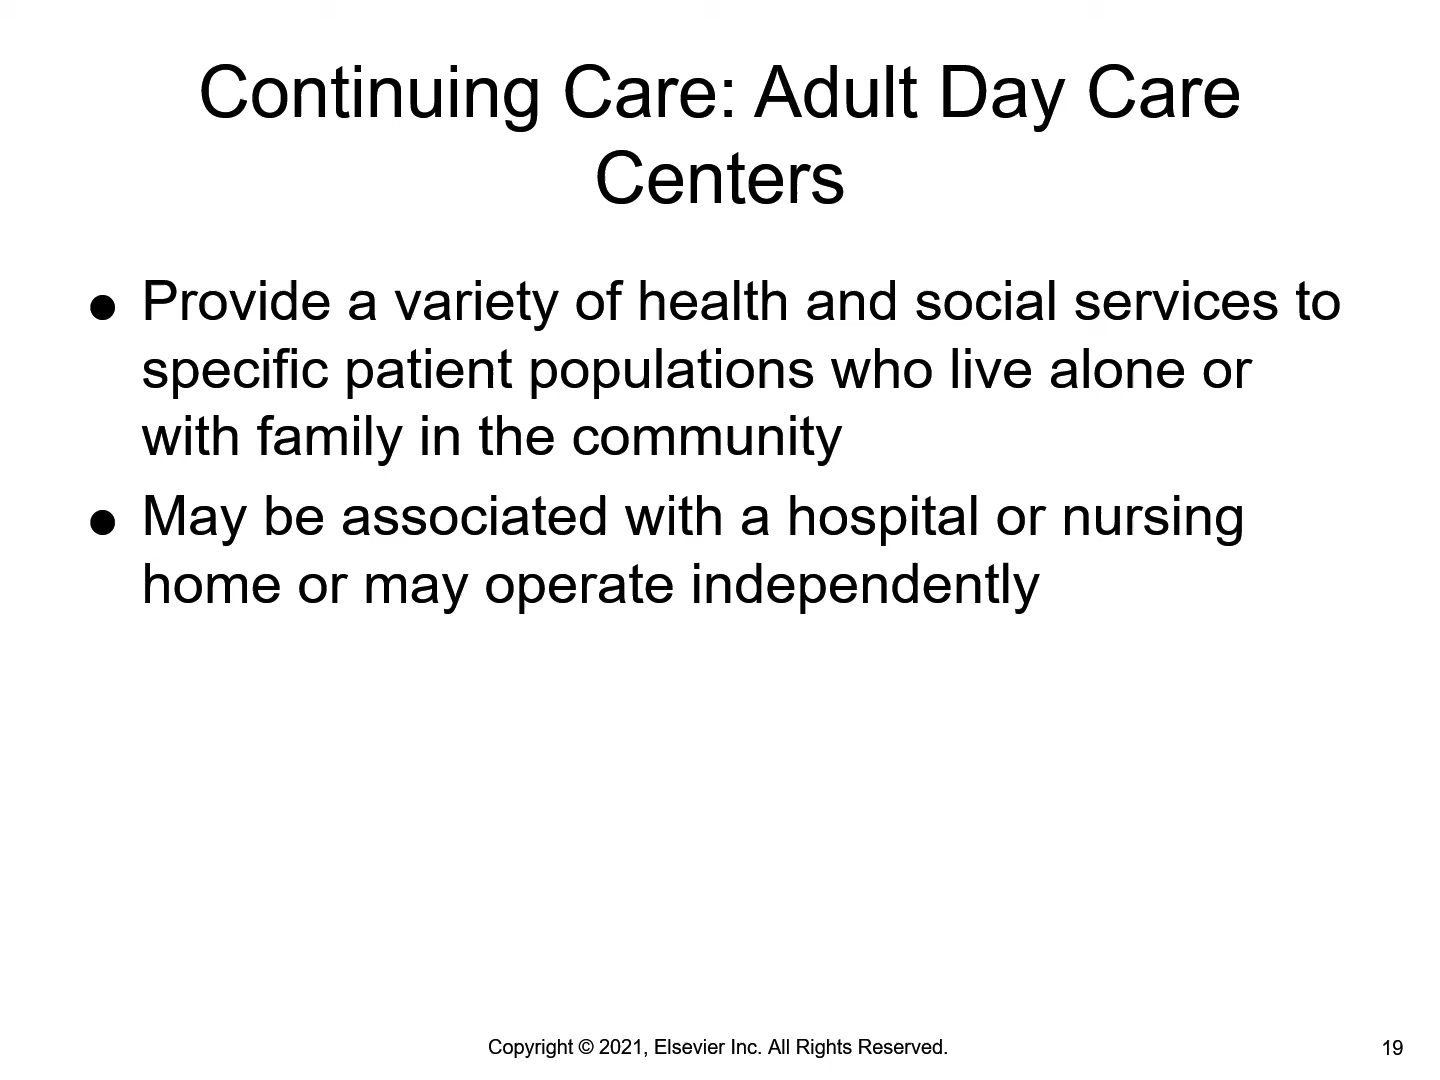 Continuing Care: Adult Day Care
Centers
● Provide a variety of health and social services to
specific patient populations who live alone or
with family in the community
● May be associated with a hospital or nursing
home or may operate independently
Copyright © 2021, Elsevier Inc. All Rights Reserved.
19